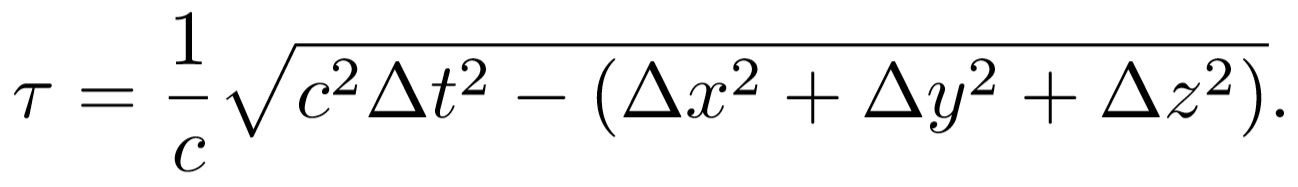 τ = 1/c √(c²Δt² − (Δx² + Δy² + Δz²)).